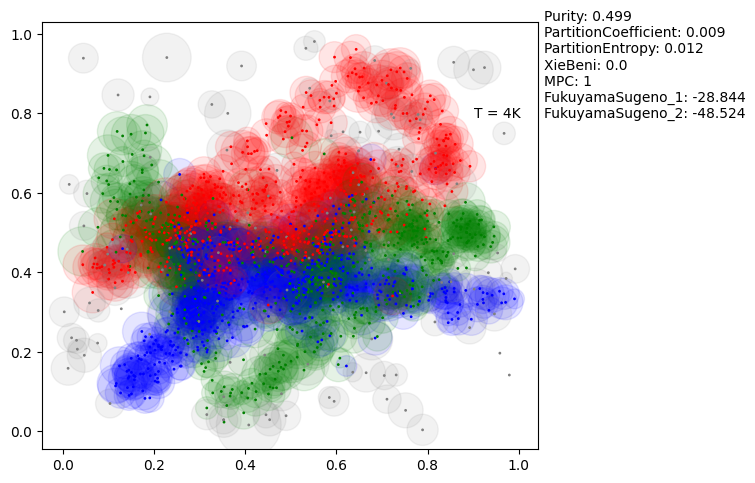 Purity: 0.499
PartitionCoefficient: 0.009
PartitionEntropy: 0.012
XieBeni: 0.0
MPC: 1
FukuyamaSugeno_1: -28.844
FukuyamaSugeno_2: -48.524
T = 4K
1.0
0.8
0.6
0.4
0.2
0.0
0.0 0.2 0.4 0.6 0.8 1.0